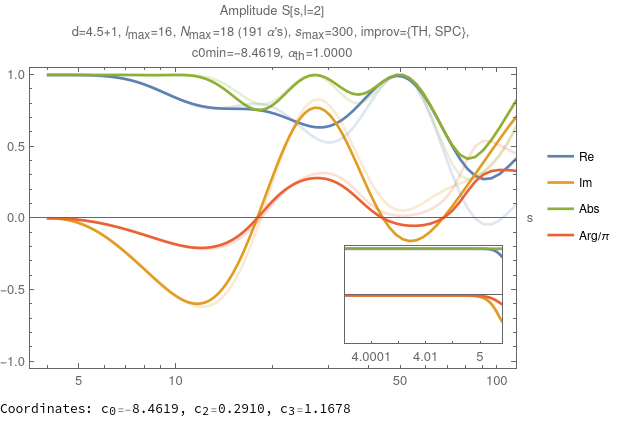 Amplitude S[s,l=2]
d=4.5+1, lmax=16, Nmax=18 (191 α's), smax=300, improv={TH, SPC},
c0min=-8.4619, αth=1.0000
1.0
0.5
0.0
-0.5
-1.0
5
10
50
100
s
4.0001
4.01
5
Re
Im
Abs
Arg/π
Coordinates: c0=-8.4619, c2=0.2910, c3=1.1678